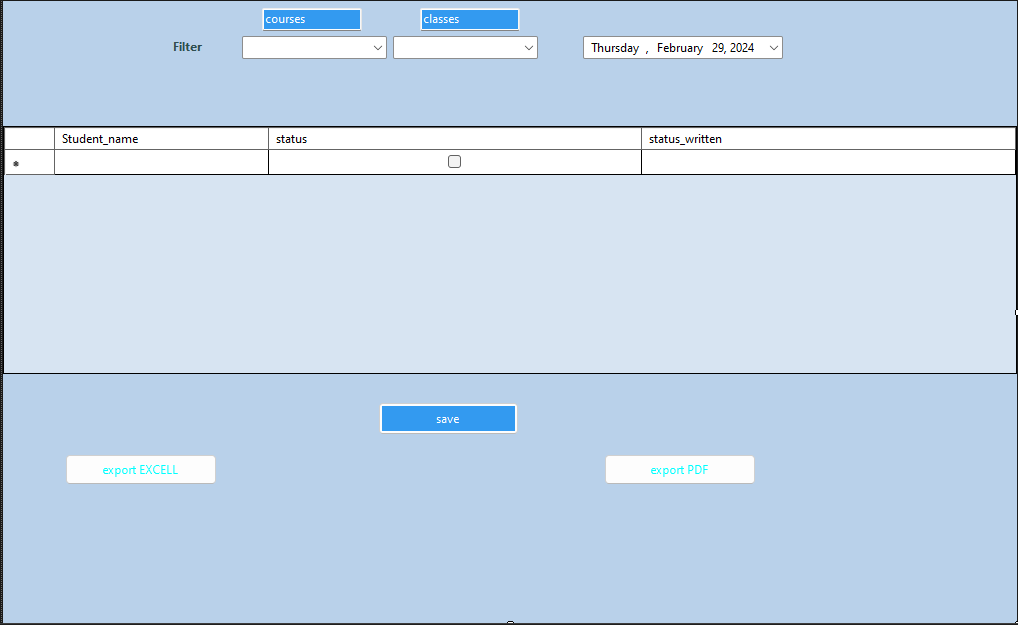 courses classes
Filter Thursday , February 29, 2024
Student_name status status_written
save
export EXCELL export PDF